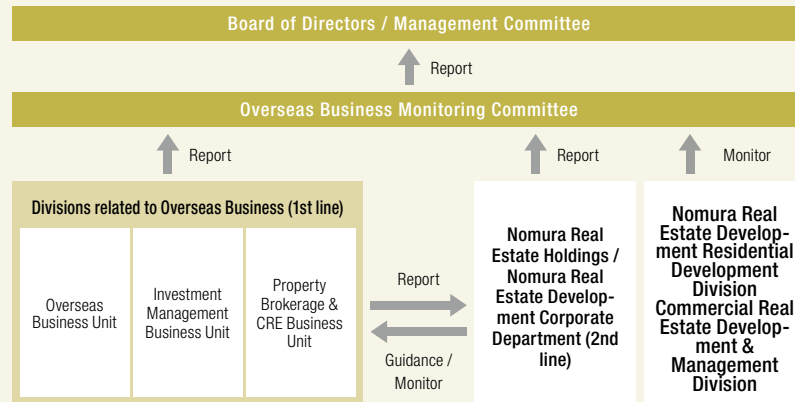 Board of Directors / Management Committee
Report
Overseas Business Monitoring Committee
Report
Report
Monitor
Divisions related to Overseas Business (1st line)
Overseas
Business Unit
Investment
Management
Business Unit
Property
Brokerage &
CRE Business
Unit
Report
Guidance /
Monitor
Nomura Real
Estate Holdings /
Nomura Real
Estate Develop-
ment Corporate
Department (2nd
line)
Nomura Real
Estate Develop-
ment Residential
Development
Division
Commercial Real
Estate Develop-
ment &
Management
Division